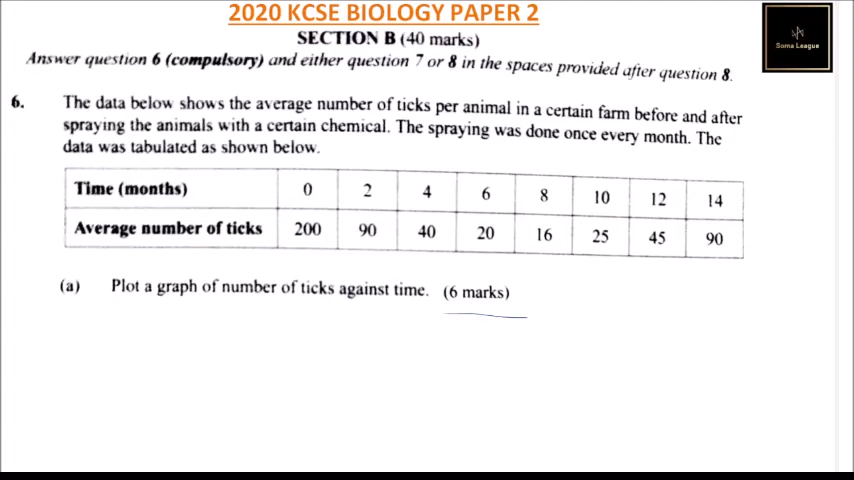 2020 KCSE BIOLOGY PAPER 2
SECTION B (40 marks)
Soma League
Answer question 6 (compulsory) and either question 7 or 8 in the spaces provided after question 8.
6. The data below shows the average number of ticks per animal in a certain farm before and after
spraying the animals with a certain chemical. The spraying was done once every month. The
data was tabulated as shown below.
Time (months) 0 2 4 6 8 10 12 14
Average number of ticks 200 90 40 20 16 25 45 90
(a) Plot a graph of number of ticks against time. (6 marks)